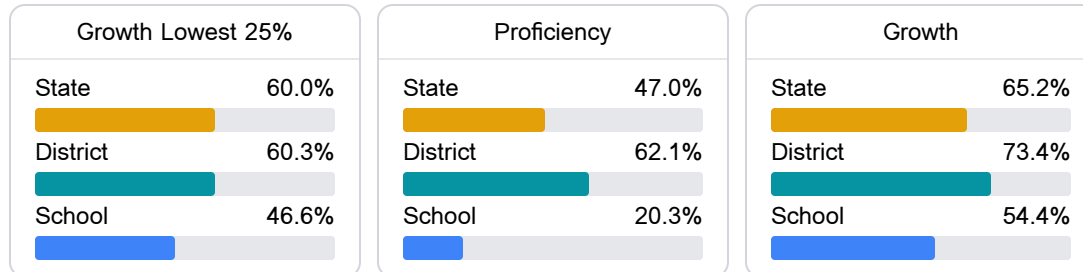 Growth Lowest 25%
State 60.0%
District 60.3%
School 46.6%
Proficiency
State 47.0%
District 62.1%
School 20.3%
Growth
State 65.2%
District 73.4%
School 54.4%